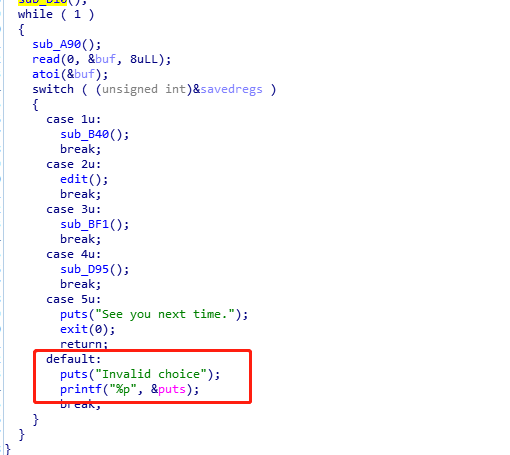 while ( 1 )
{
sub_A90();
read(0, &buf, 8uLL);
atoi(&buf);
switch ( (unsigned int)&savedregs )
{
case 1u:
sub_B40();
break;
case 2u:
edit();
break;
case 3u:
sub_BF1();
break;
case 4u:
sub_D95();
break;
case 5u:
puts("See you next time.");
exit(0);
return;
default:
puts("Invalid choice");
printf("%p", &puts);
break;
}
}
}